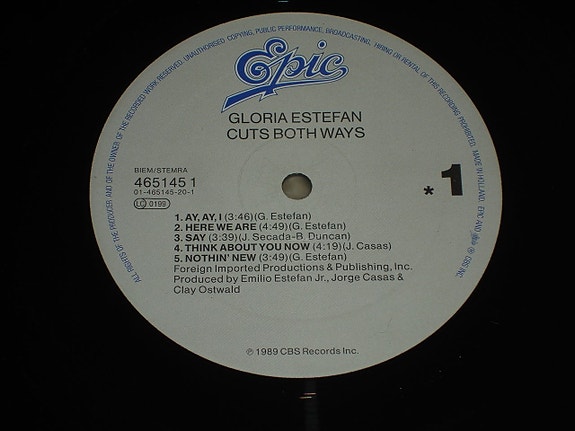 ALL RIGHTS OF THE PRODUCER AND OF THE OWNER OF THE RECORDED WORK RESERVED. UNAUTHORISED COPYING, PUBLIC PERFORMANCE, BROADCASTING, HIRING OR RENTAL OF THIS RECORDING PROHIBITED. MADE IN HOLLAND. EPIC AND ARE ® CBS INC.
Epic
GLORIA ESTEFAN
CUTS BOTH WAYS
BIEM/STEMRA
465145 1
01-465145-20-1
LC 0199
*1
1. AY, AY, I (3:46)(G. Estefan)
2. HERE WE ARE (4:49)(G. Estefan)
3. SAY (3:39)(J. Secada-B. Duncan)
4. THINK ABOUT YOU NOW (4:19)(J. Casas)
5. NOTHIN' NEW (3:49)(G. Estefan)
Foreign Imported Productions & Publishing, Inc.
Produced by Emilio Estefan Jr., Jorge Casas &
Clay Ostwald
℗ 1989 CBS Records Inc.